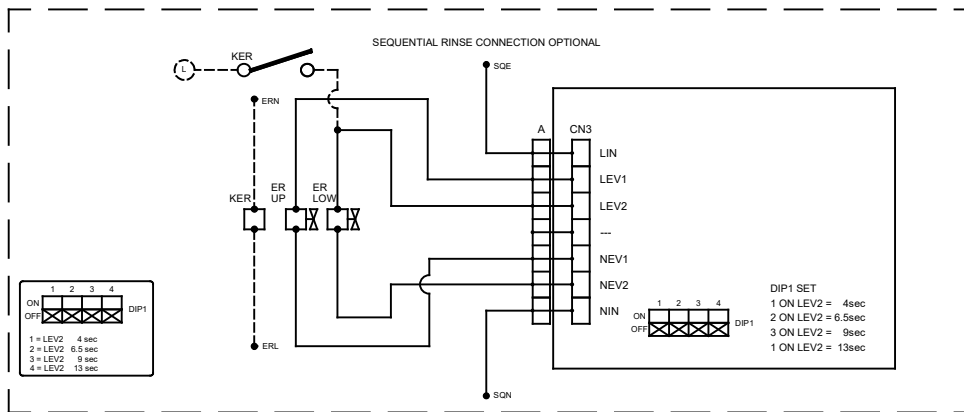 SEQUENTIAL RINSE CONNECTION OPTIONAL
KER
L
SQE
ERN
A CN3
LIN
LEV1
LEV2
---
NEV1
NEV2
NIN
KER
ER UP
ER LOW
ERL
SQN
1 2 3 4
ON
OFF
DIP1
1 = LEV2 4 sec
2 = LEV2 6.5 sec
3 = LEV2 9 sec
4 = LEV2 13 sec
1 2 3 4
ON
OFF
DIP1
DIP1 SET
1 ON LEV2 = 4sec
2 ON LEV2 = 6.5sec
3 ON LEV2 = 9sec
1 ON LEV2 = 13sec